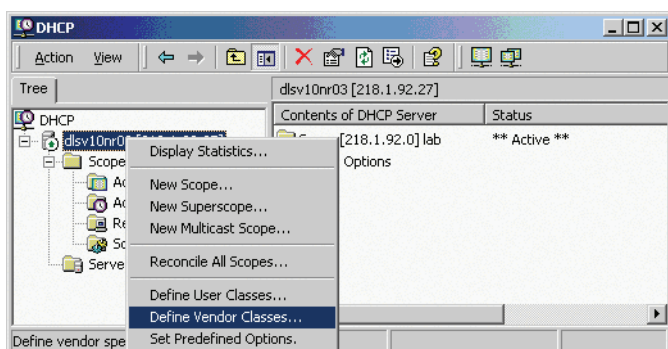 DHCP
Action View
Tree
dlsv10nr03 [218.1.92.27]
DHCP
Contents of DHCP Server Status
[218.1.92.0] lab ** Active **
Scope
Options
Serve
Display Statistics...
New Scope...
New Superscope...
New Multicast Scope...
Reconcile All Scopes...
Define User Classes...
Define Vendor Classes...
Set Predefined Options.
Define vendor spe